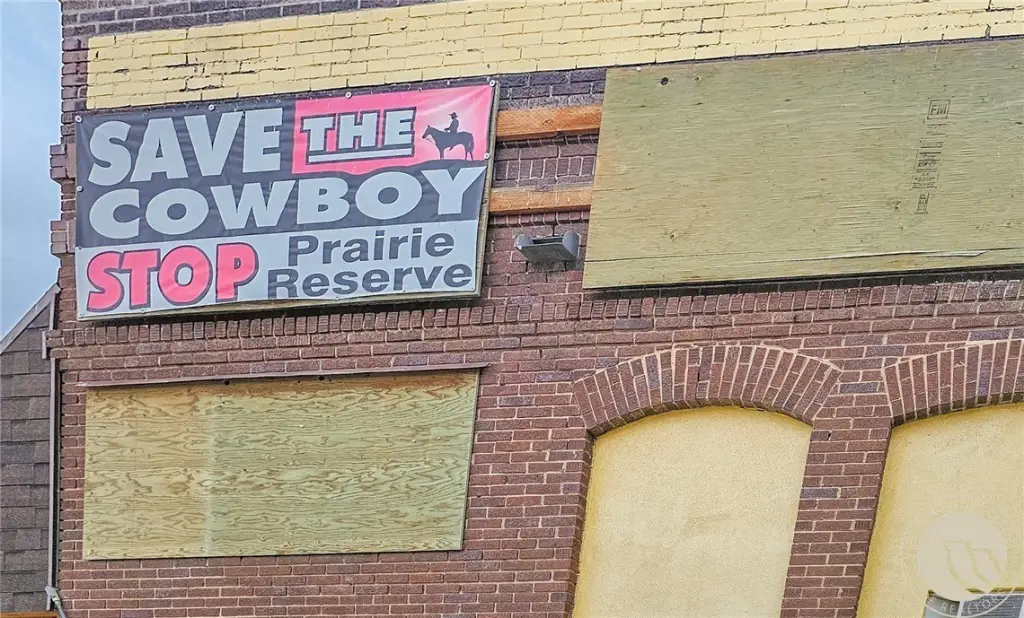 SAVE THE
COWBOY
STOP Prairie
Reserve